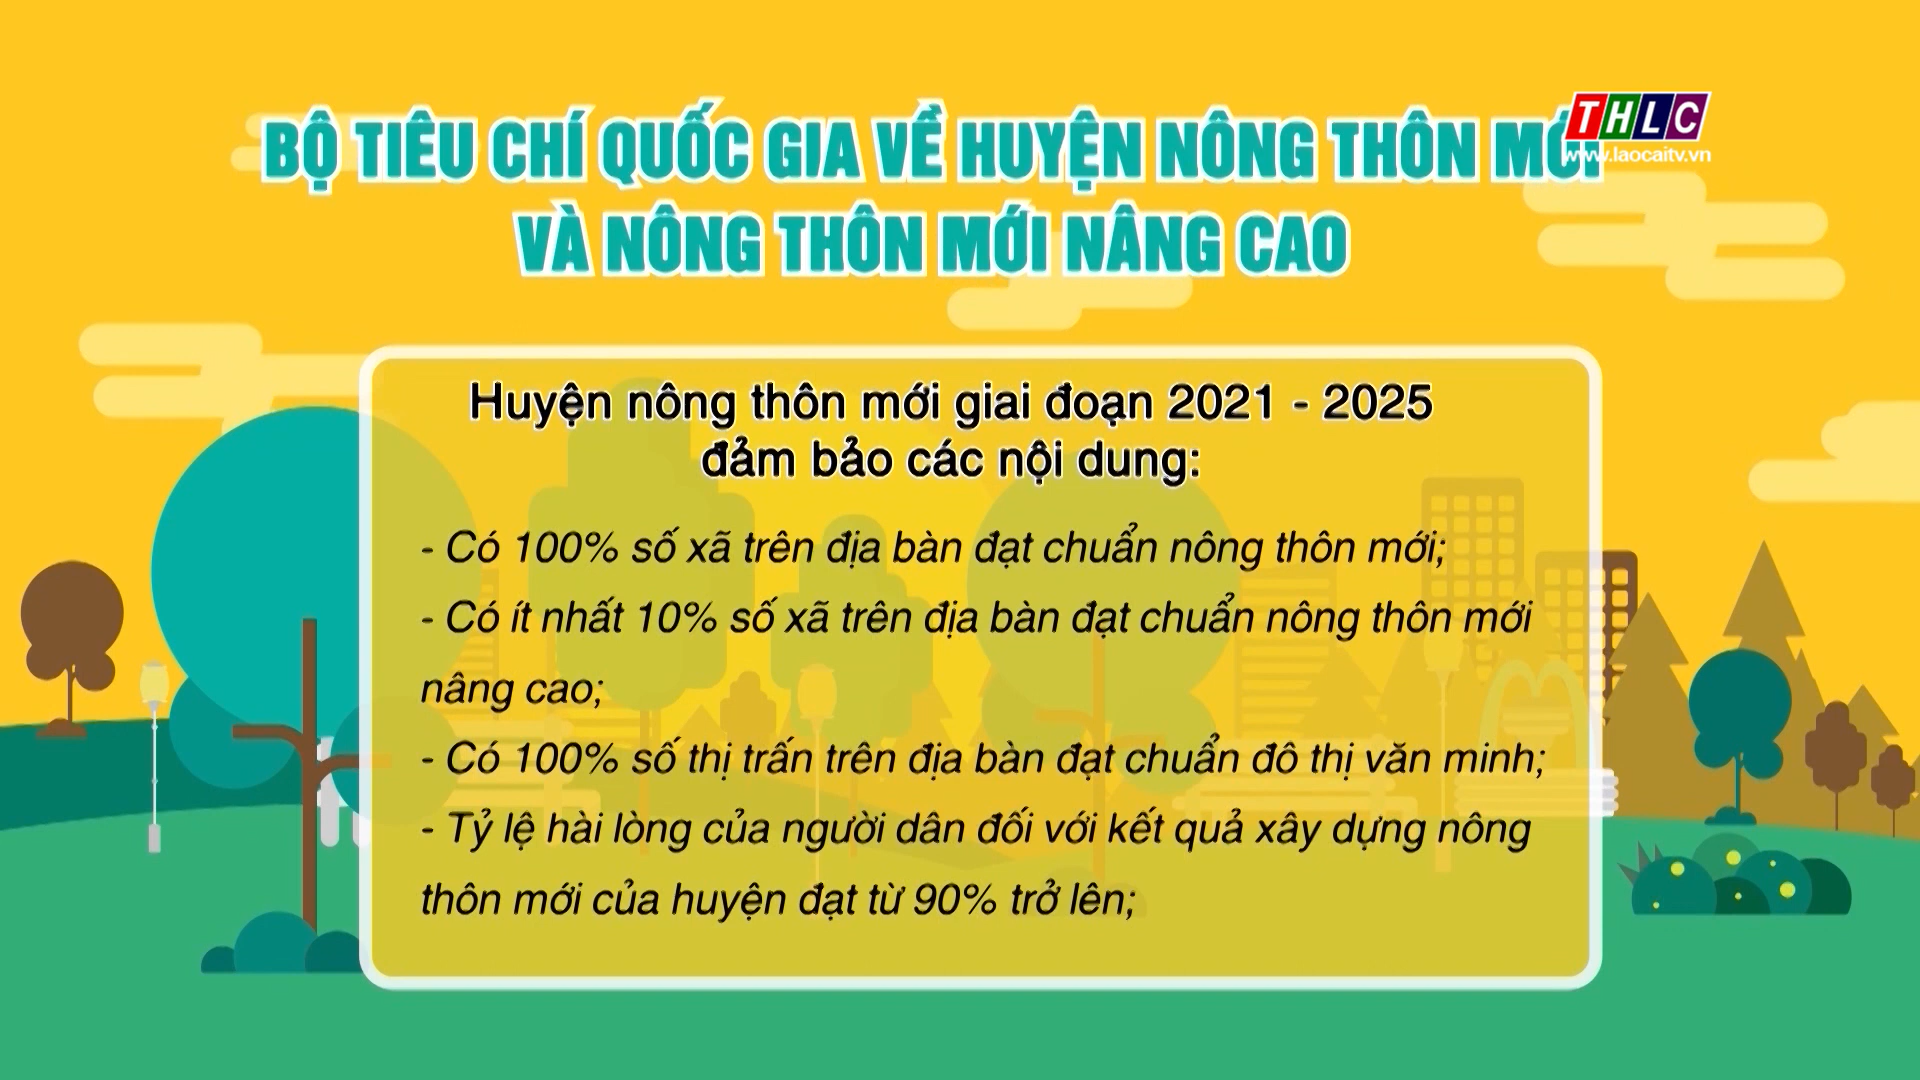 BỘ TIÊU CHÍ QUỐC GIA VỀ HUYỆN NÔNG THÔN MỚI
THLC
www.laocaitv.vn
VÀ NÔNG THÔN MỚI NÂNG CAO
Huyện nông thôn mới giai đoạn 2021 - 2025
đảm bảo các nội dung:
- Có 100% số xã trên địa bàn đạt chuẩn nông thôn mới;
- Có ít nhất 10% số xã trên địa bàn đạt chuẩn nông thôn mới
nâng cao;
- Có 100% số thị trấn trên địa bàn đạt chuẩn đô thị văn minh;
- Tỷ lệ hài lòng của người dân đối với kết quả xây dựng nông
thôn mới của huyện đạt từ 90% trở lên;